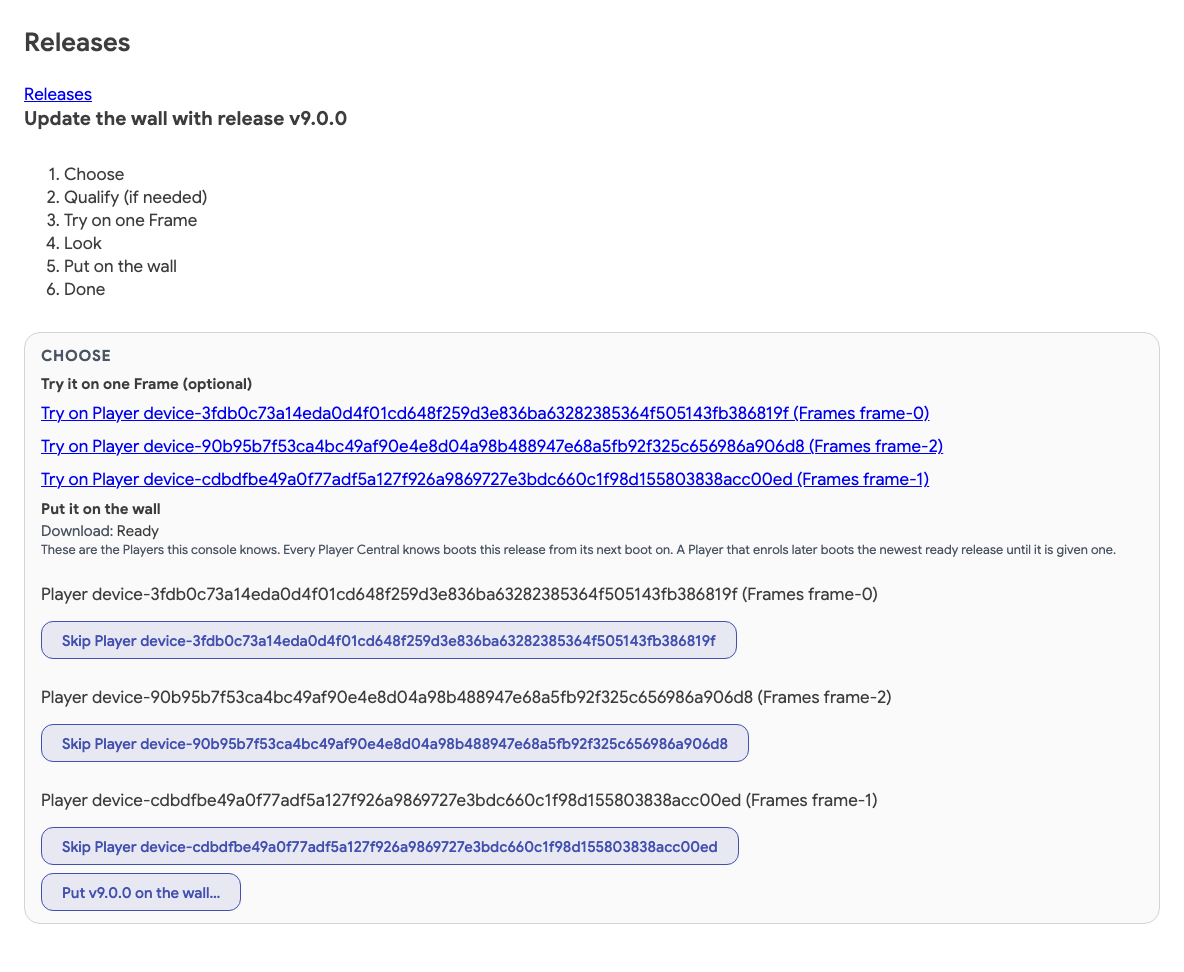 Releases
Releases
Update the wall with release v9.0.0
1. Choose
2. Qualify (if needed)
3. Try on one Frame
4. Look
5. Put on the wall
6. Done
CHOOSE
Try it on one Frame (optional)
Try on Player device-3fdb0c73a14eda0d4f01cd648f259d3e836ba63282385364f505143fb386819f (Frames frame-0)
Try on Player device-90b95b7f53ca4bc49af90e4e8d04a98b488947e68a5fb92f325c656986a906d8 (Frames frame-2)
Try on Player device-cdbdfbe49a0f77adf5a127f926a9869727e3bdc660c1f98d155803838acc00ed (Frames frame-1)
Put it on the wall
Download: Ready
These are the Players this console knows. Every Player Central knows boots this release from its next boot on. A Player that enrols later boots the newest ready release until it is given one.
Player device-3fdb0c73a14eda0d4f01cd648f259d3e836ba63282385364f505143fb386819f (Frames frame-0)
Skip Player device-3fdb0c73a14eda0d4f01cd648f259d3e836ba63282385364f505143fb386819f
Player device-90b95b7f53ca4bc49af90e4e8d04a98b488947e68a5fb92f325c656986a906d8 (Frames frame-2)
Skip Player device-90b95b7f53ca4bc49af90e4e8d04a98b488947e68a5fb92f325c656986a906d8
Player device-cdbdfbe49a0f77adf5a127f926a9869727e3bdc660c1f98d155803838acc00ed (Frames frame-1)
Skip Player device-cdbdfbe49a0f77adf5a127f926a9869727e3bdc660c1f98d155803838acc00ed
Put v9.0.0 on the wall...